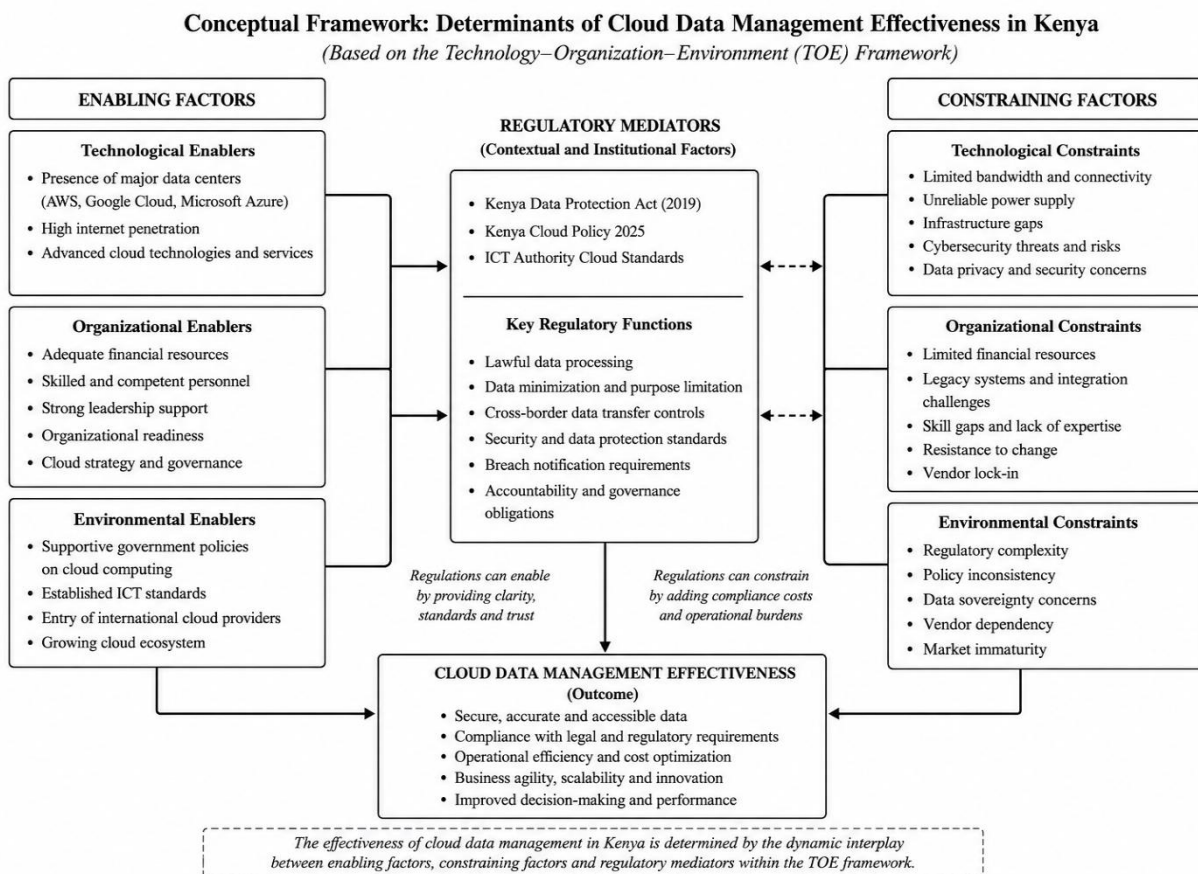 Conceptual Framework: Determinants of Cloud Data Management Effectiveness in Kenya
(Based on the Technology–Organization–Environment (TOE) Framework)
ENABLING FACTORS
Technological Enablers
• Presence of major data centers
(AWS, Google Cloud, Microsoft Azure)
• High internet penetration
• Advanced cloud technologies and services
Organizational Enablers
• Adequate financial resources
• Skilled and competent personnel
• Strong leadership support
• Organizational readiness
• Cloud strategy and governance
Environmental Enablers
• Supportive government policies
on cloud computing
• Established ICT standards
• Entry of international cloud providers
• Growing cloud ecosystem
REGULATORY MEDIATORS
(Contextual and Institutional Factors)
• Kenya Data Protection Act (2019)
• Kenya Cloud Policy 2025
• ICT Authority Cloud Standards
Key Regulatory Functions
• Lawful data processing
• Data minimization and purpose limitation
• Cross-border data transfer controls
• Security and data protection standards
• Breach notification requirements
• Accountability and governance
obligations
Regulations can enable
by providing clarity,
standards and trust
Regulations can constrain
by adding compliance costs
and operational burdens
CONSTRAINING FACTORS
Technological Constraints
• Limited bandwidth and connectivity
• Unreliable power supply
• Infrastructure gaps
• Cybersecurity threats and risks
• Data privacy and security concerns
Organizational Constraints
• Limited financial resources
• Legacy systems and integration
challenges
• Skill gaps and lack of expertise
• Resistance to change
• Vendor lock-in
Environmental Constraints
• Regulatory complexity
• Policy inconsistency
• Data sovereignty concerns
• Vendor dependency
• Market immaturity
CLOUD DATA MANAGEMENT EFFECTIVENESS
(Outcome)
• Secure, accurate and accessible data
• Compliance with legal and regulatory requirements
• Operational efficiency and cost optimization
• Business agility, scalability and innovation
• Improved decision-making and performance
The effectiveness of cloud data management in Kenya is determined by the dynamic interplay
between enabling factors, constraining factors and regulatory mediators within the TOE framework.